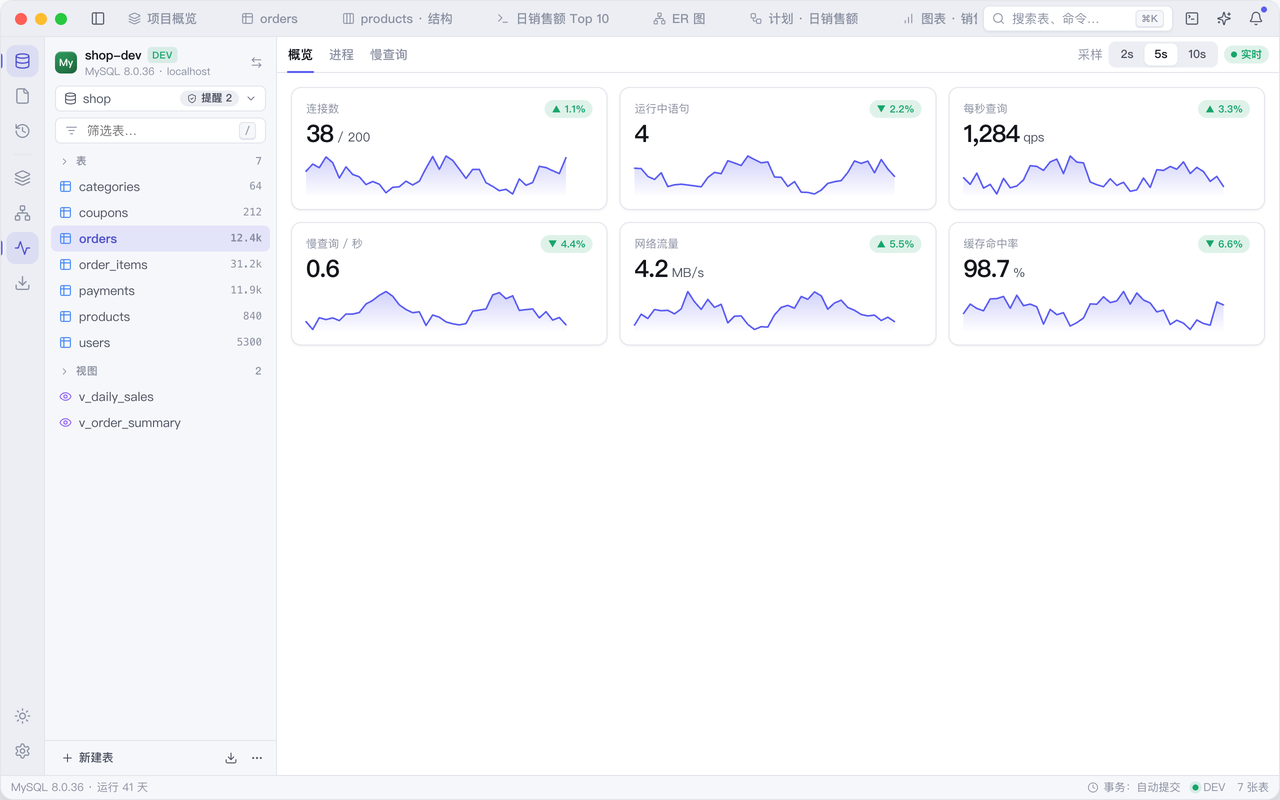 项目概览 orders products · 结构 日销售额 Top 10 ER 图 计划 · 日销售额 图表 · 销 搜索表、命令… ⌘K
My shop-dev DEV
MySQL 8.0.36 · localhost
shop 提醒 2
筛选表… /
表 7
categories 64
coupons 212
orders 12.4k
order_items 31.2k
payments 11.9k
products 840
users 5300
视图 2
v_daily_sales
v_order_summary
新建表
概览 进程 慢查询 采样 2s 5s 10s 实时
连接数 ▲ 1.1%
38 / 200
运行中语句 ▼ 2.2%
4
每秒查询 ▲ 3.3%
1,284 qps
慢查询 / 秒 ▼ 4.4%
0.6
网络流量 ▲ 5.5%
4.2 MB/s
缓存命中率 ▼ 6.6%
98.7 %
MySQL 8.0.36 · 运行 41 天 事务：自动提交 DEV 7 张表